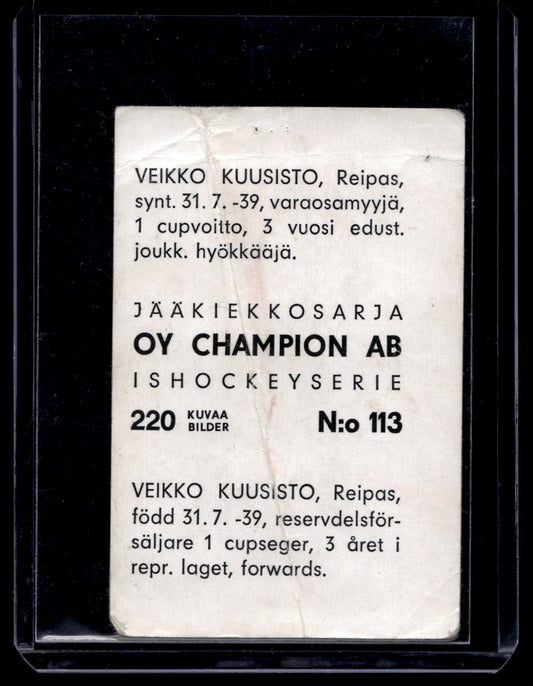 VEIKKO KUUSISTO, Reipas,
synt. 31. 7. -39, varaosamyyjä,
1 cupvoitto, 3 vuosi edust.
joukk. hyökkääjä.
JÄÄKIEKKOSARJA
OY CHAMPION AB
ISHOCKEYSERIE
220 KUVAA
BILDER
N:o 113
VEIKKO KUUSISTO, Reipas,
född 31. 7. -39, reservdelsför-
säljare 1 cupseger, 3 året i
repr. laget, forwards.